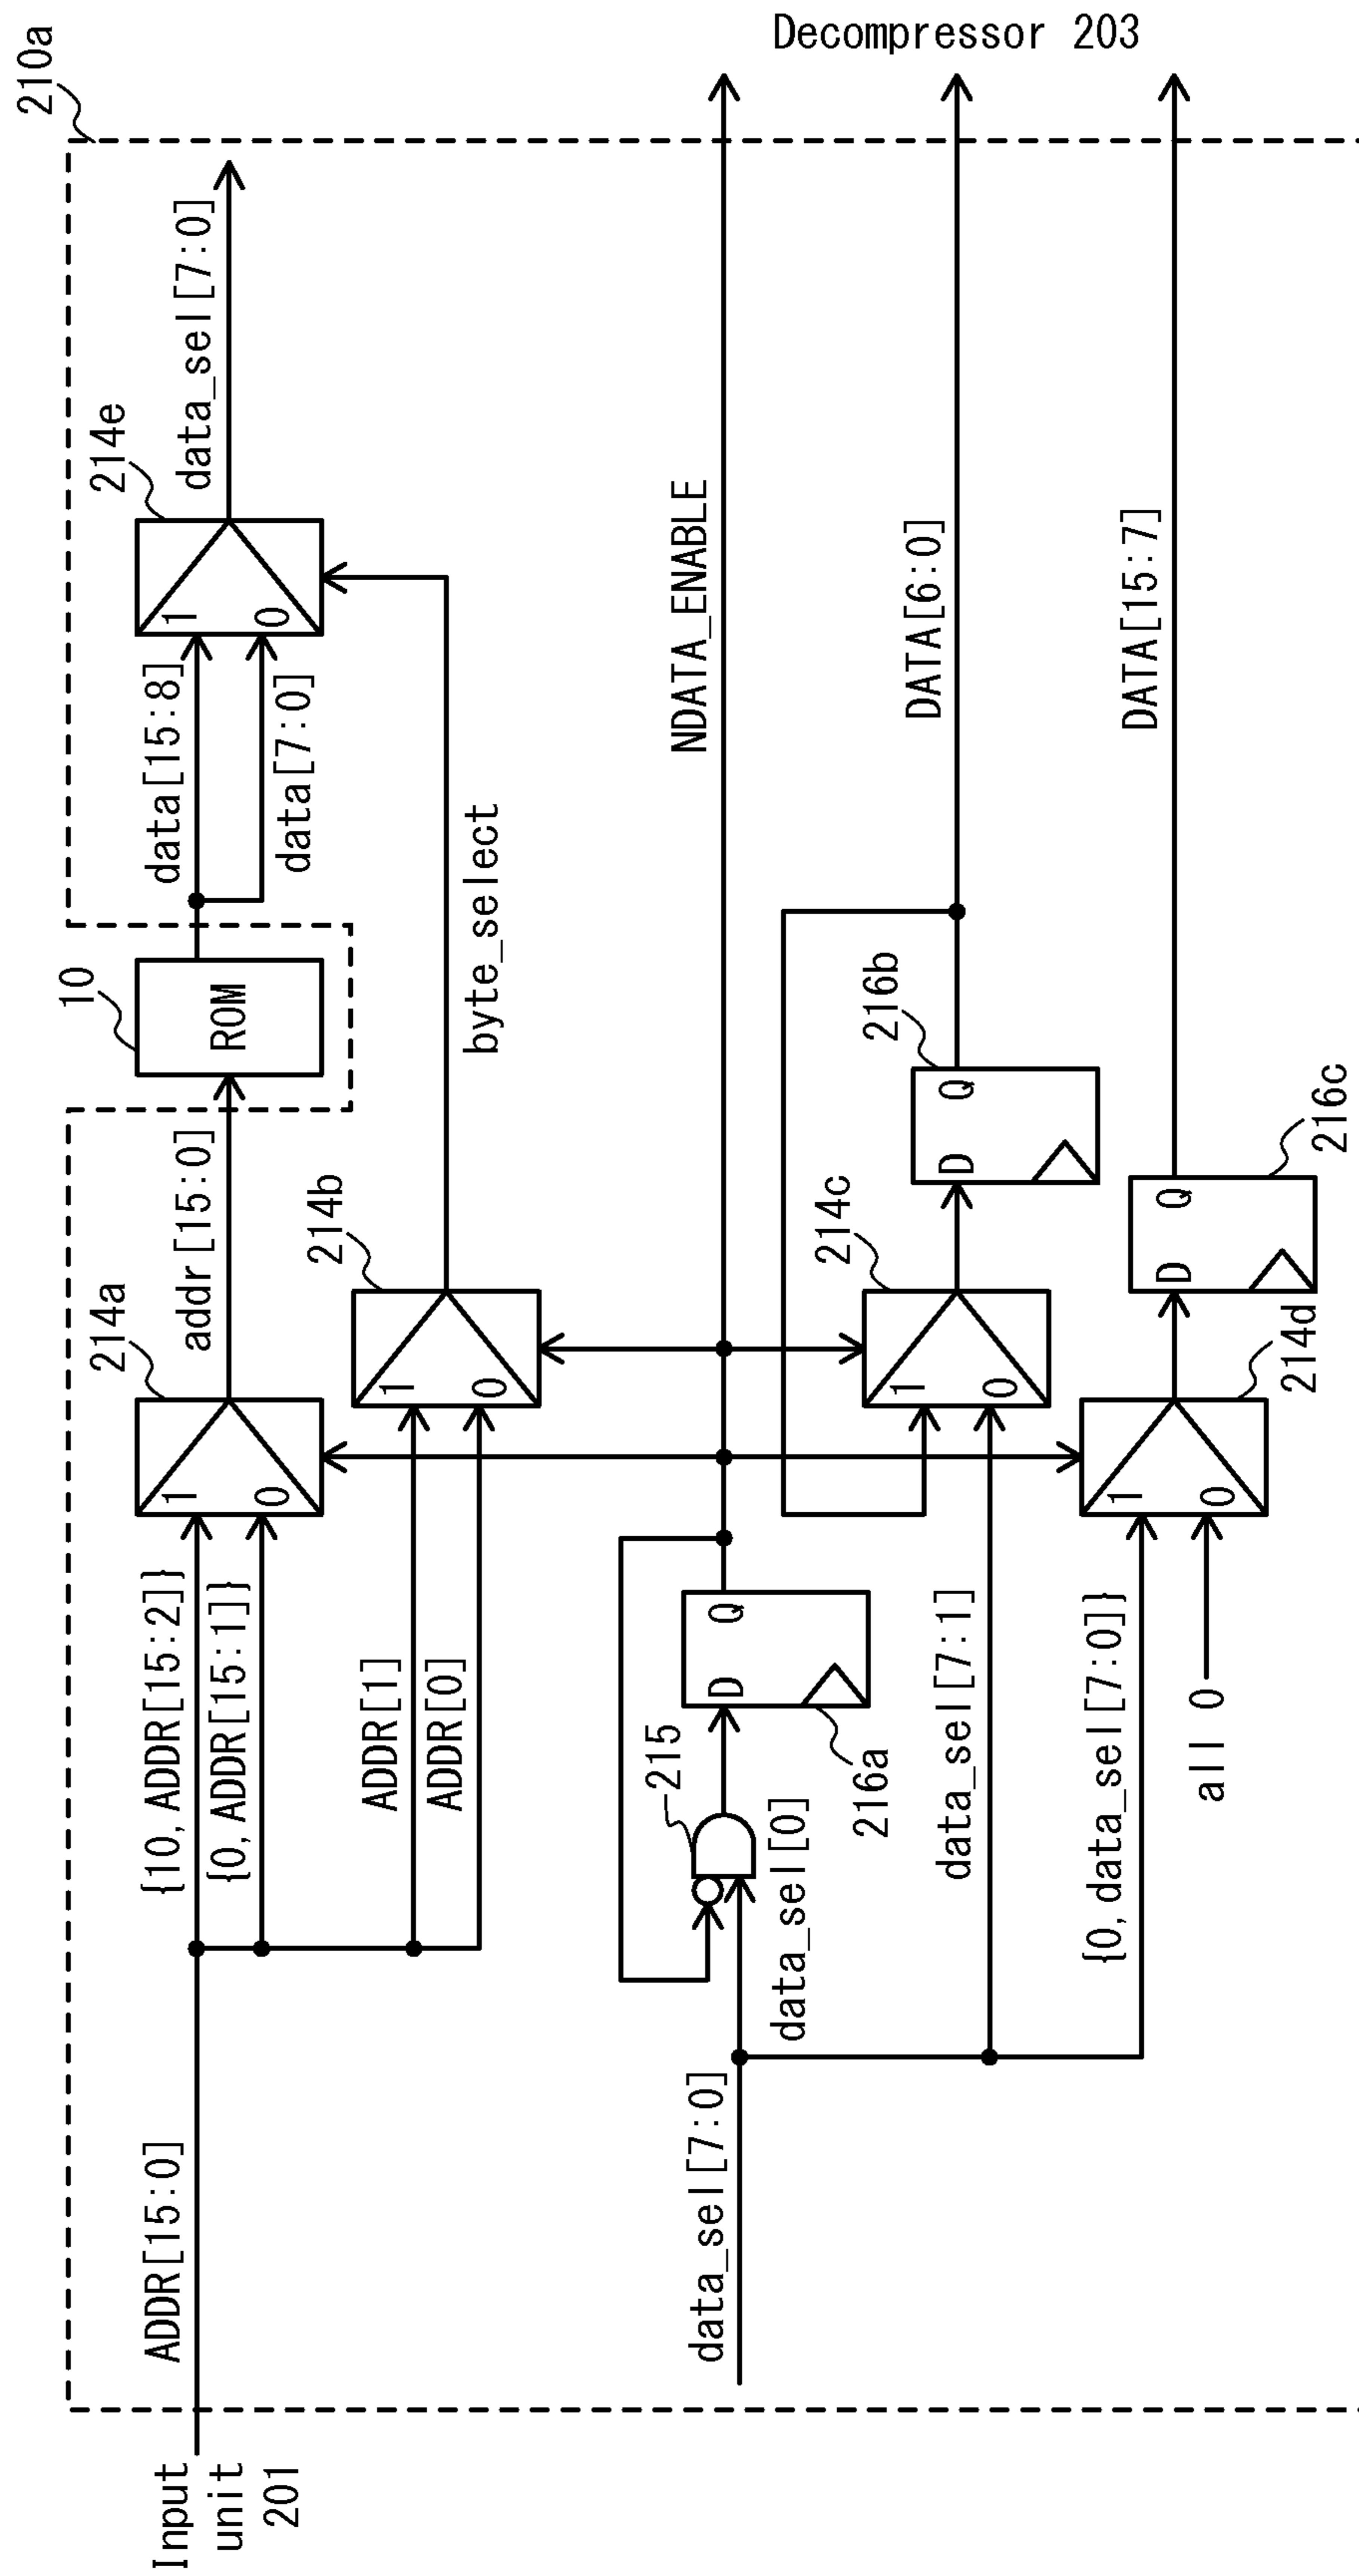 210a
Input
unit
201
ADDR[15:0]
{10,ADDR[15:2]}
{0,ADDR[15:1]}
1
0
214a
addr[15:0]
10
ROM
data[15:8]
data[7:0]
1
0
214e
data_sel[7:0]
ADDR[1]
ADDR[0]
1
0
214b
byte_select
data_sel[7:0]
data_sel[0]
215
D
Q
216a
NDATA_ENABLE
Decompressor 203
data_sel[7:1]
1
0
214c
D
Q
216b
DATA[6:0]
{0,data_sel[7:0]}
all 0
1
0
214d
D
Q
216c
DATA[15:7]